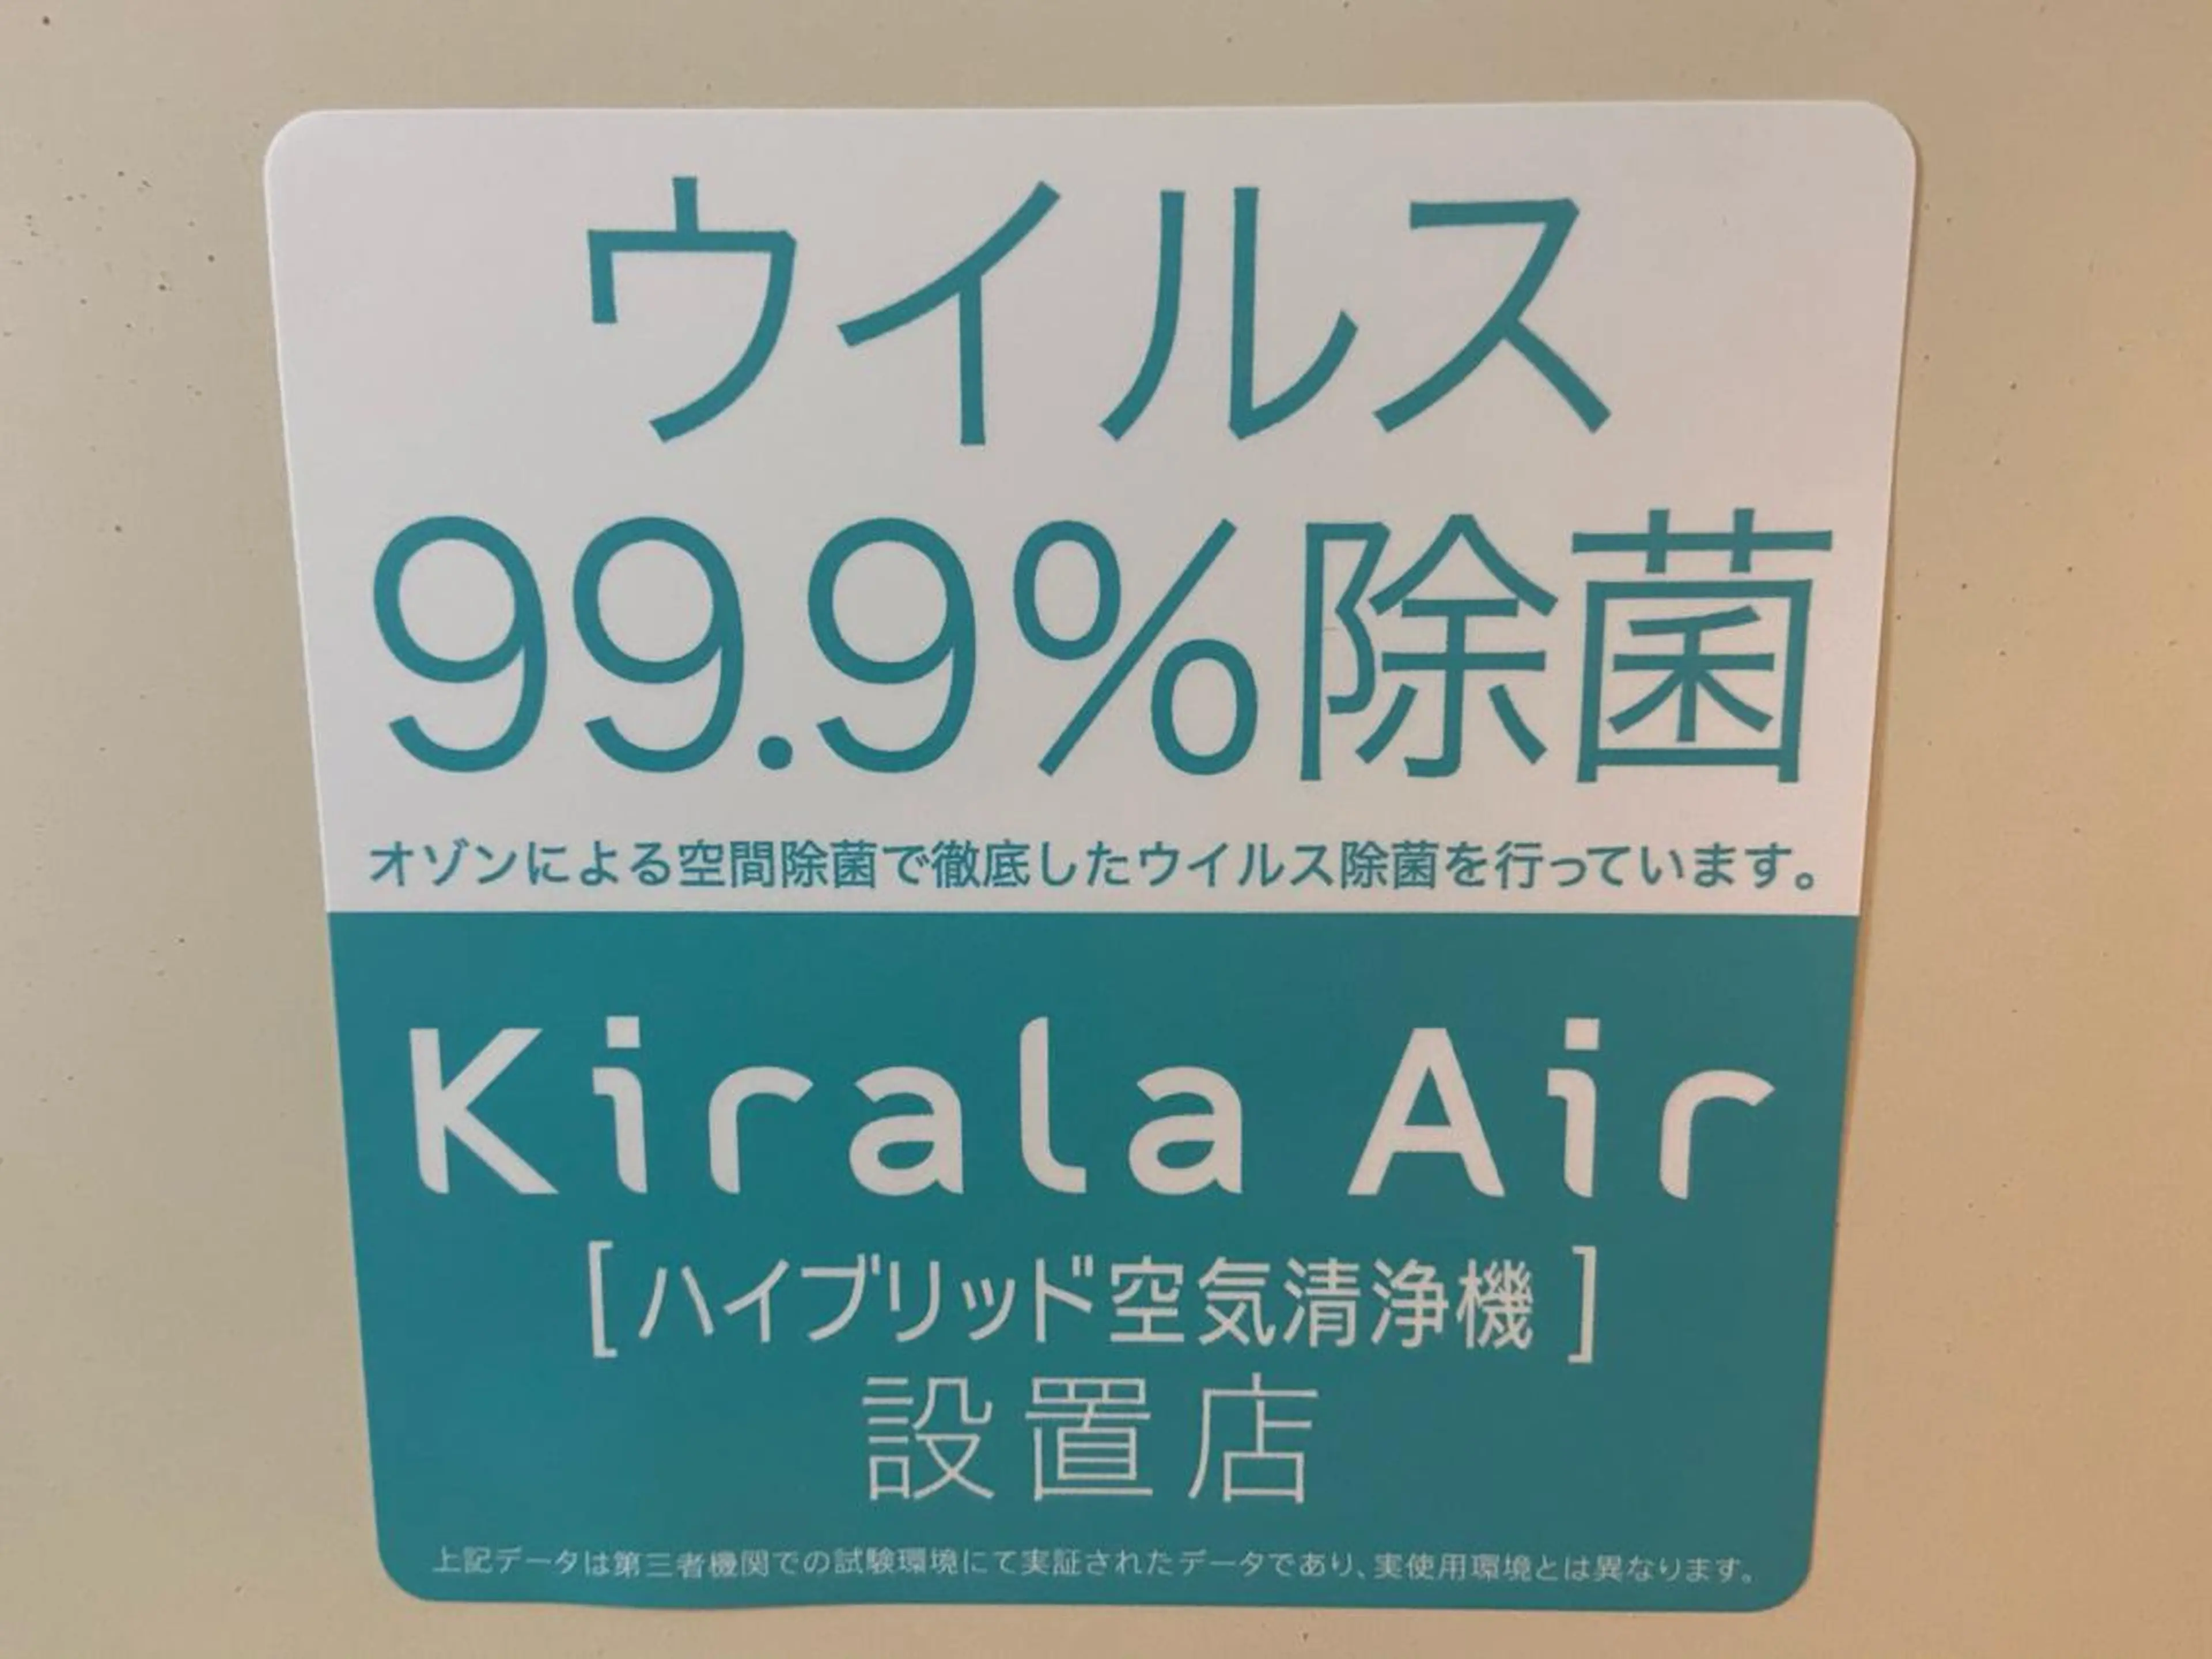 ウイルス
99.9%除菌
オゾンによる空間除菌で徹底したウイルス除菌を行っています。
Kirala Air
[ハイブリッド空気清浄機]
設置店
上記データは第三者機関での試験環境にて実証されたデータであり、実使用環境とは異なります。